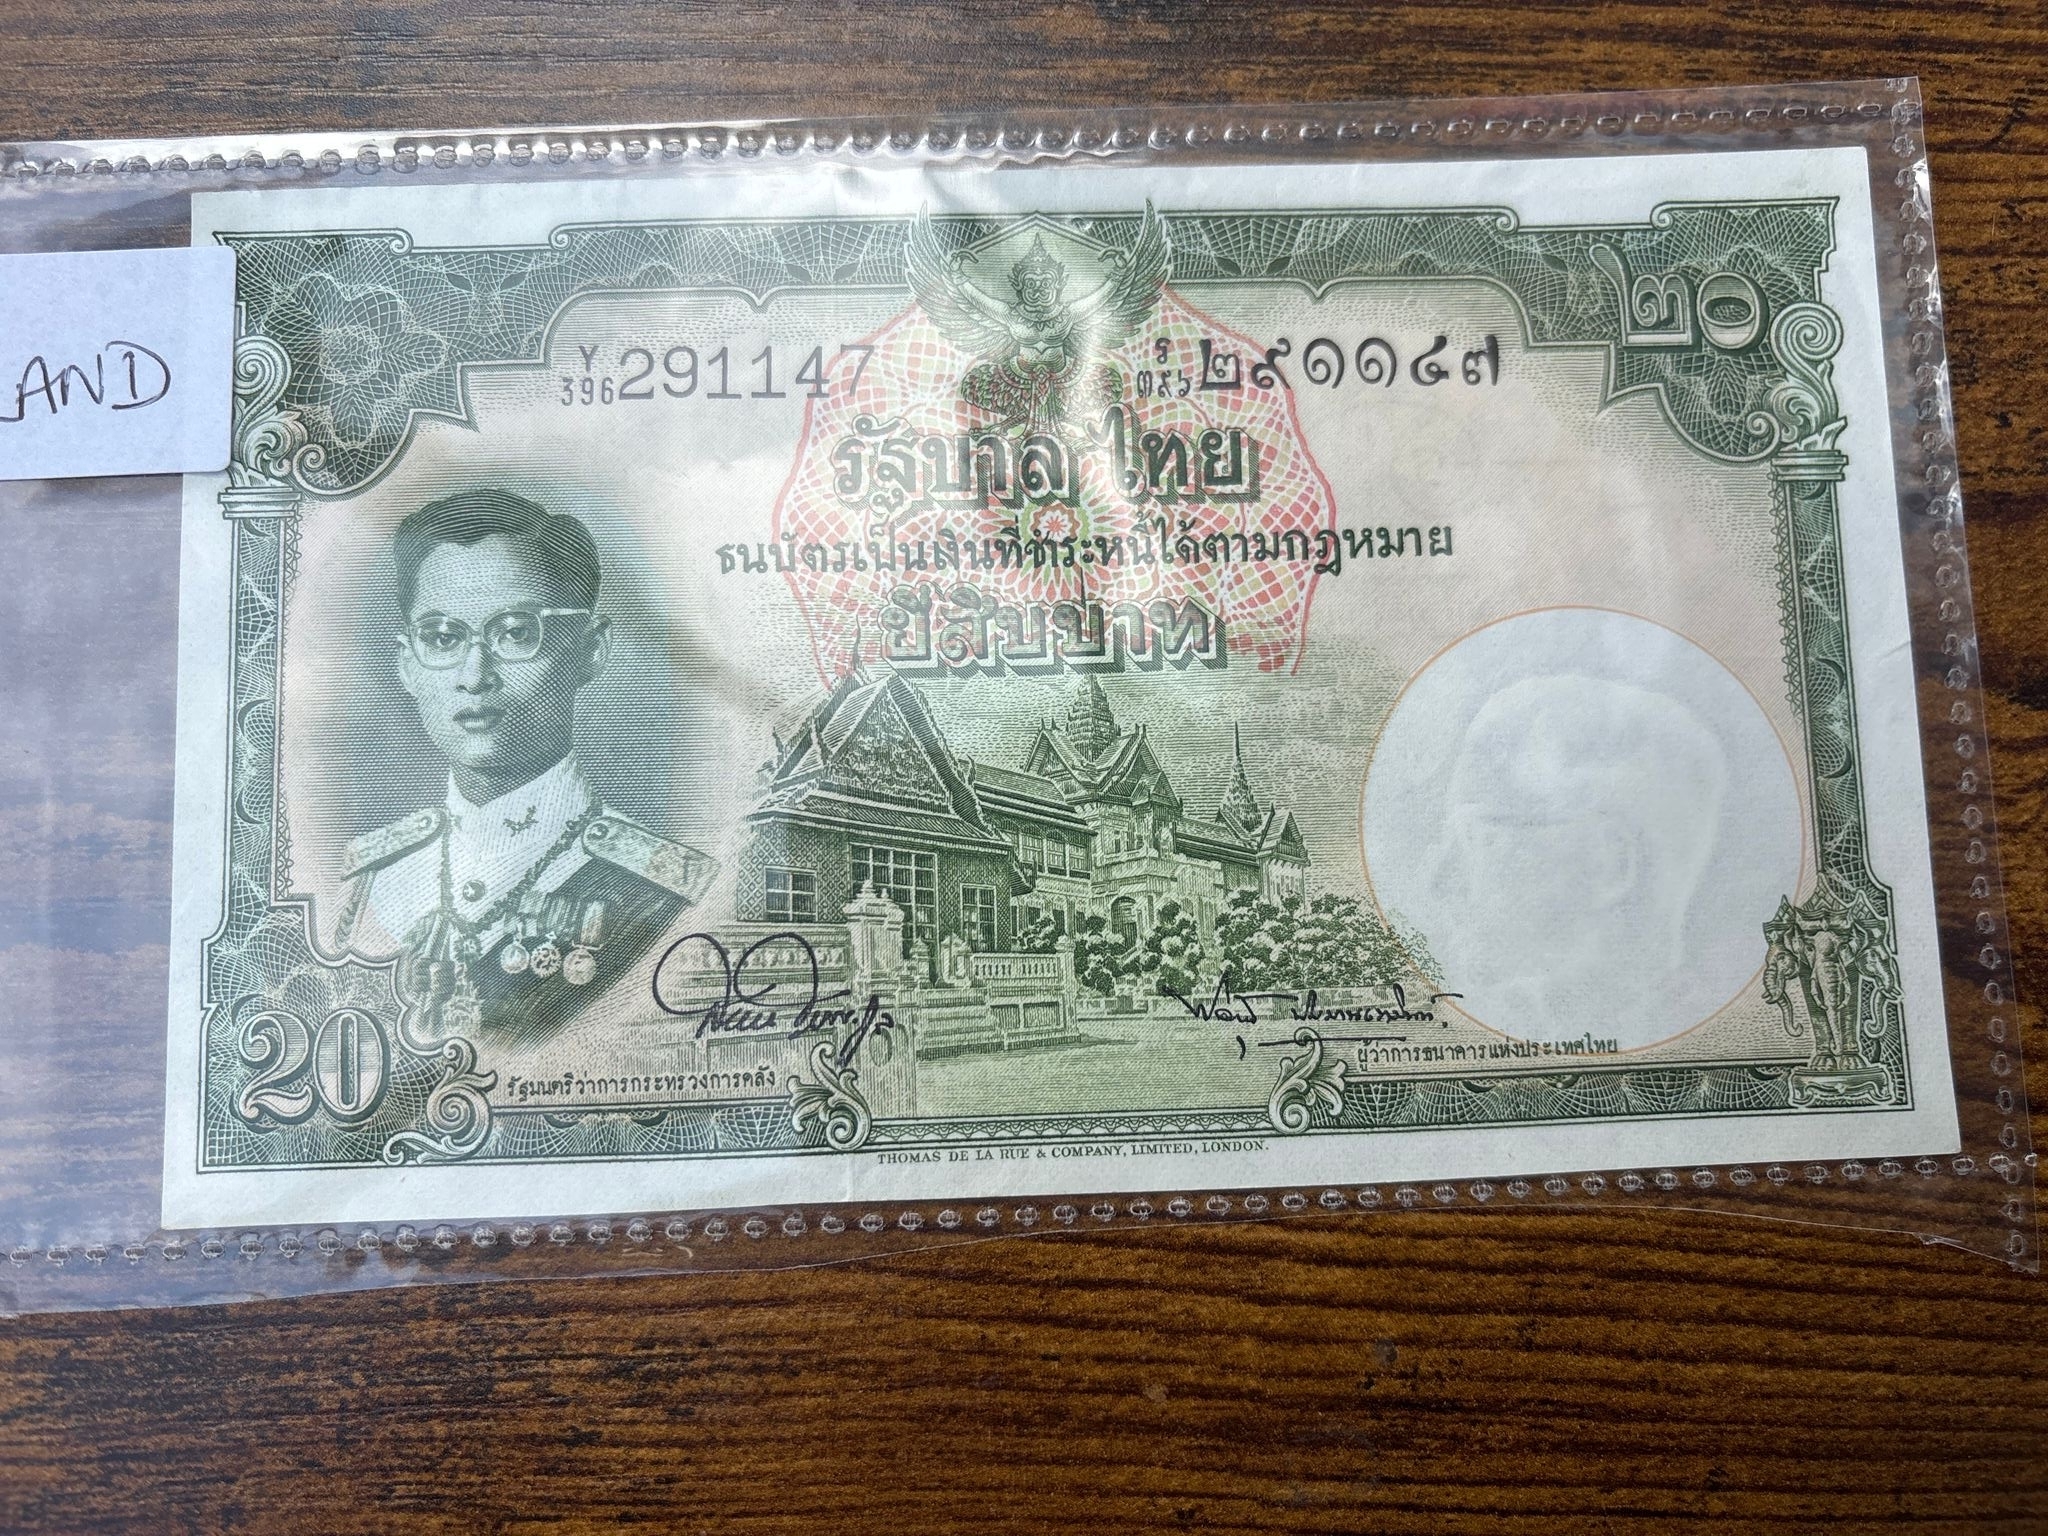 LAND
๒๐
Y/396 291147
ร/๓๙๖ ๒๙๑๑๔๗
รัฐบาลไทย
ธนบัตรเป็นเงินที่ชำระหนี้ได้ตามกฎหมาย
ยี่สิบบาท
20
รัฐมนตรีว่าการกระทรวงการคลัง
ผู้ว่าการธนาคารแห่งประเทศไทย
THOMAS DE LA RUE & COMPANY, LIMITED, LONDON.